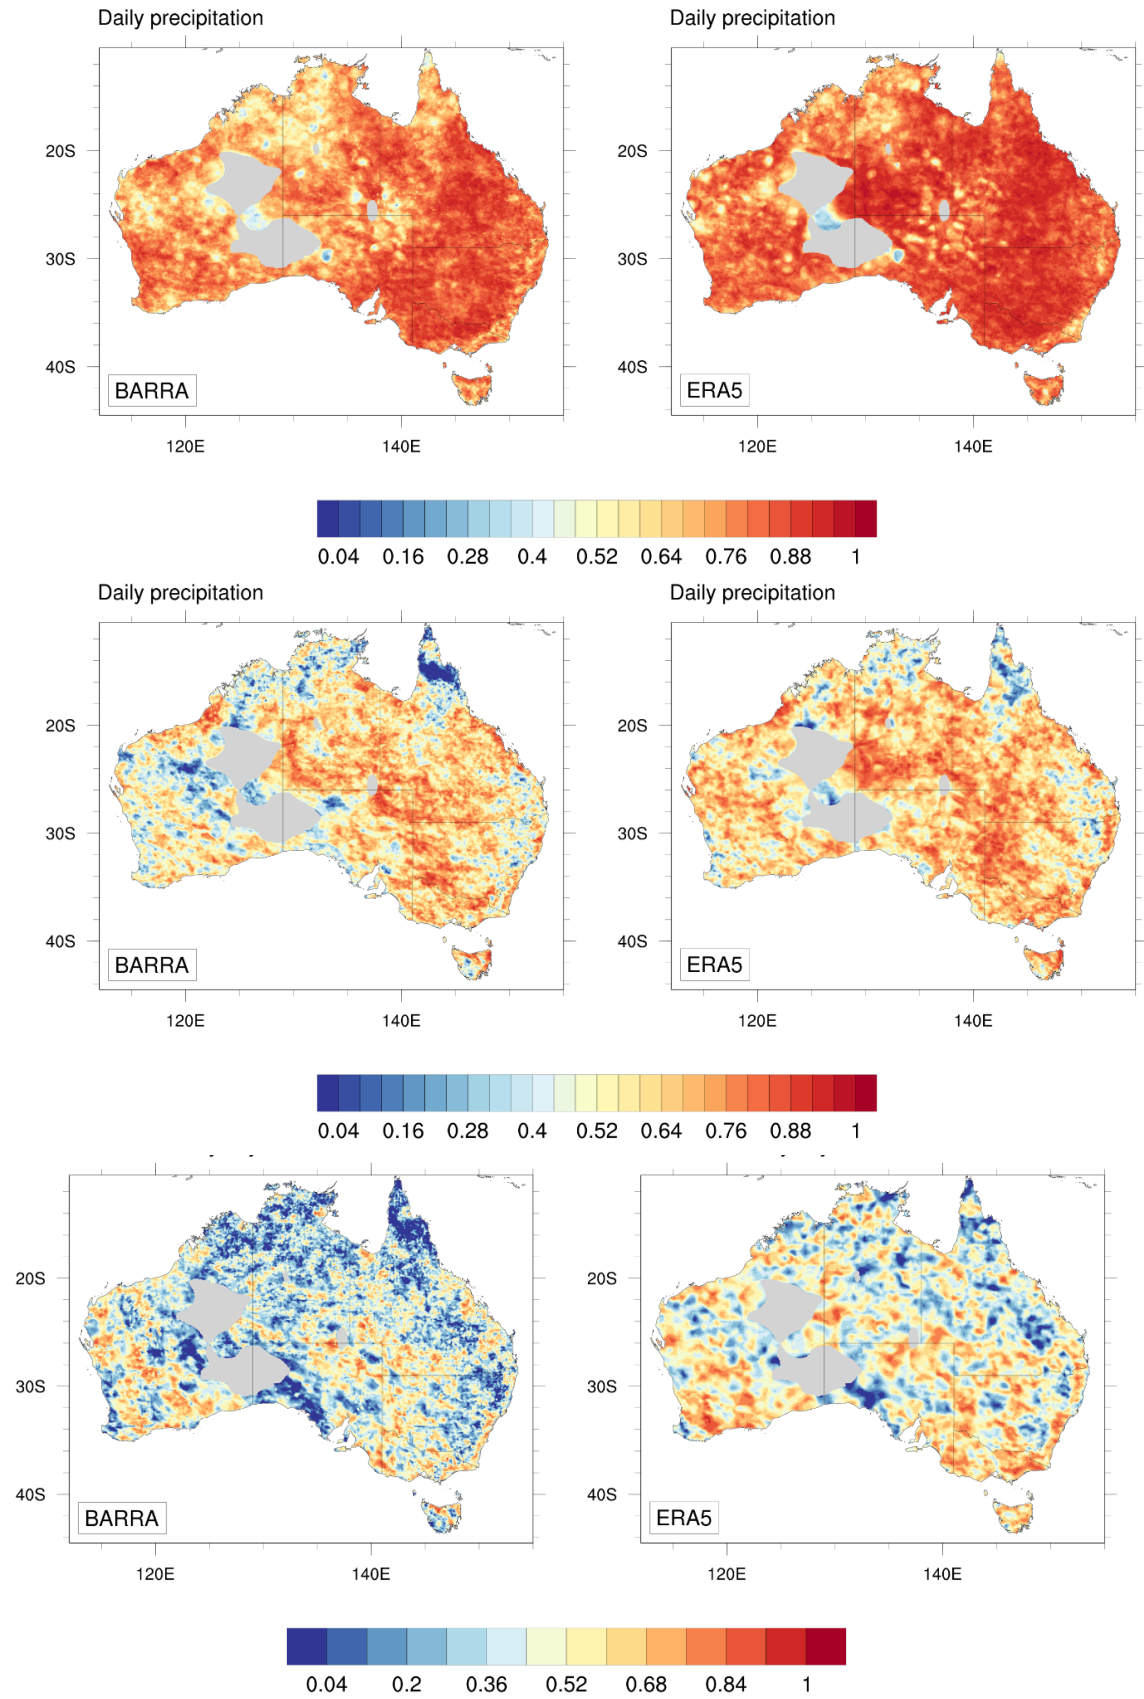 Daily precipitation Daily precipitation
20S 20S
30S 30S
40S 40S
BARRA ERA5
120E 140E 120E 140E
0.04 0.16 0.28 0.4 0.52 0.64 0.76 0.88 1
Daily precipitation Daily precipitation
20S 20S
30S 30S
40S 40S
BARRA ERA5
120E 140E 120E 140E
0.04 0.16 0.28 0.4 0.52 0.64 0.76 0.88 1
20S 20S
30S 30S
40S 40S
BARRA ERA5
120E 140E 120E 140E
0.04 0.2 0.36 0.52 0.68 0.84 1